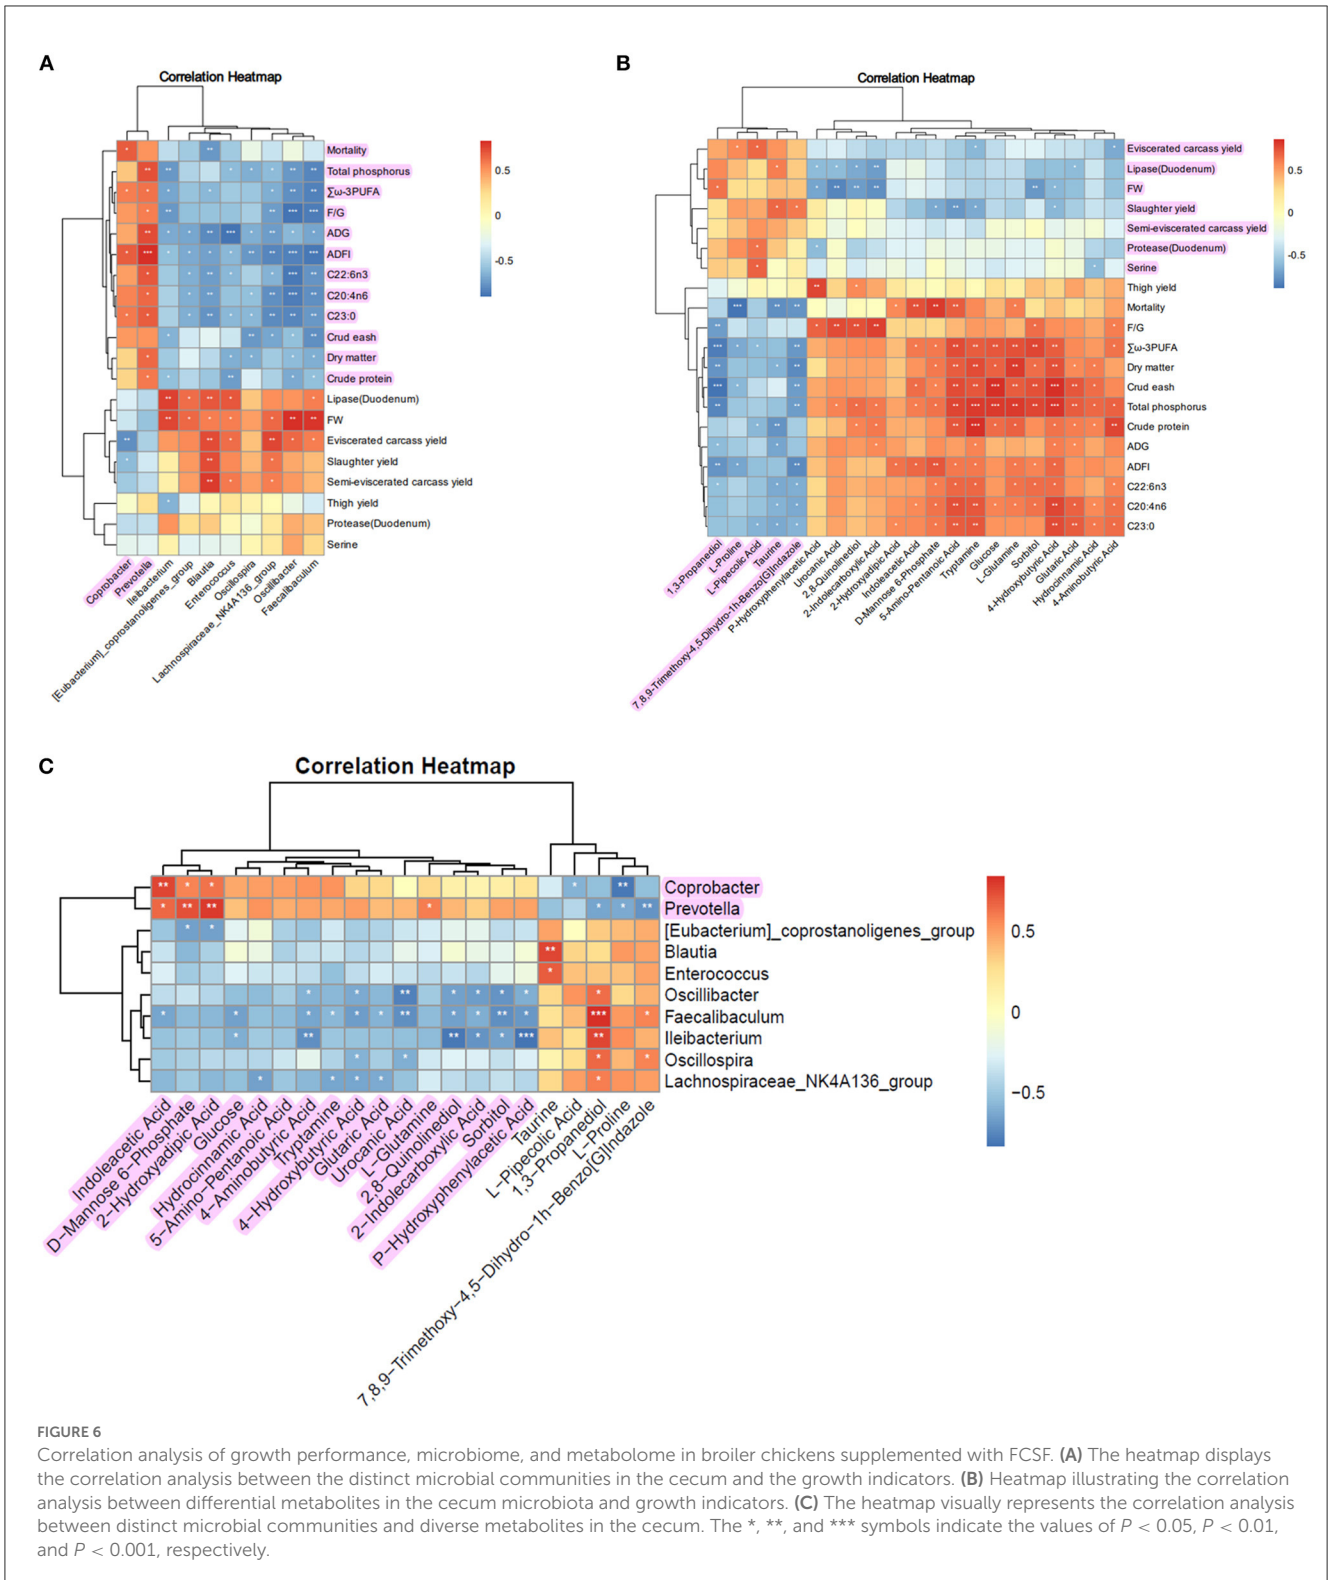 A
Correlation Heatmap
Mortality
Total phosphorus
∑ω-3PUFA
F/G
ADG
ADFI
C22:6n3
C20:4n6
C23:0
Crud eash
Dry matter
Crude protein
Lipase(Duodenum)
FW
Eviscerated carcass yield
Slaughter yield
Semi-eviscerated carcass yield
Thigh yield
Protease(Duodenum)
Serine
0.5
0
-0.5
Coprobacter
Prevotella
Ileibacterium
[Eubacterium]_coprostanoligenes_group
Blautia
Enterococcus
Oscillospira
Lachnospiraceae_NK4A136_group
Oscillibacter
Faecalibaculum
B
Correlation Heatmap
Eviscerated carcass yield
Lipase(Duodenum)
FW
Slaughter yield
Semi-eviscerated carcass yield
Protease(Duodenum)
Serine
Thigh yield
Mortality
F/G
∑ω-3PUFA
Dry matter
Crud eash
Total phosphorus
Crude protein
ADG
ADFI
C22:6n3
C20:4n6
C23:0
0.5
0
-0.5
1,3-Propanediol
L-Proline
L-Pipecolic Acid
Taurine
7,8,9-Trimethoxy-4,5-Dihydro-1h-Benzo[G]Indazole
P-Hydroxyphenylacetic Acid
Urocanic Acid
2,8-Quinolinediol
2-Indolecarboxylic Acid
2-Hydroxyadipic Acid
Indoleacetic Acid
D-Mannose 6-Phosphate
5-Amino-Pentanoic Acid
Tryptamine
Glucose
L-Glutamine
Sorbitol
4-Hydroxybutyric Acid
Glutaric Acid
Hydrocinnamic Acid
4-Aminobutyric Acid
C
Correlation Heatmap
Coprobacter
Prevotella
[Eubacterium]_coprostanoligenes_group
Blautia
Enterococcus
Oscillibacter
Faecalibaculum
Ileibacterium
Oscillospira
Lachnospiraceae_NK4A136_group
0.5
0
−0.5
Indoleacetic Acid
D−Mannose 6−Phosphate
2−Hydroxyadipic Acid
Glucose
Hydrocinnamic Acid
5−Amino−Pentanoic Acid
4−Aminobutyric Acid
Tryptamine
4−Hydroxybutyric Acid
Glutaric Acid
Urocanic Acid
L−Glutamine
2,8−Quinolinediol
2−Indolecarboxylic Acid
Sorbitol
P−Hydroxyphenylacetic Acid
Taurine
L−Pipecolic Acid
1,3−Propanediol
L−Proline
7,8,9−Trimethoxy−4,5−Dihydro−1h−Benzo[G]Indazole
FIGURE 6
Correlation analysis of growth performance, microbiome, and metabolome in broiler chickens supplemented with FCSF. (A) The heatmap displays
the correlation analysis between the distinct microbial communities in the cecum and the growth indicators. (B) Heatmap illustrating the correlation
analysis between differential metabolites in the cecum microbiota and growth indicators. (C) The heatmap visually represents the correlation analysis
between distinct microbial communities and diverse metabolites in the cecum. The *, **, and *** symbols indicate the values of P < 0.05, P < 0.01,
and P < 0.001, respectively.